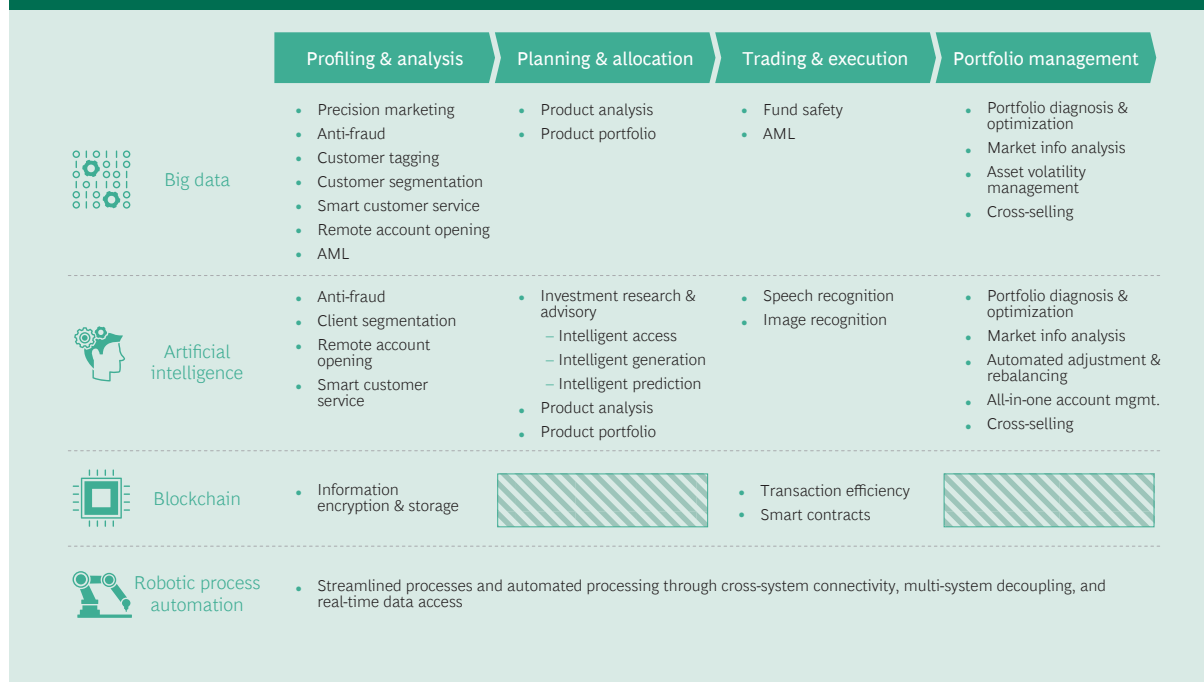 Profiling & analysis
Planning & allocation
Trading & execution
Portfolio management
Big data
• Precision marketing
• Anti-fraud
• Customer tagging
• Customer segmentation
• Smart customer service
• Remote account opening
• AML
• Product analysis
• Product portfolio
• Fund safety
• AML
• Portfolio diagnosis &
optimization
• Market info analysis
• Asset volatility
management
• Cross-selling
Artificial
intelligence
• Anti-fraud
• Client segmentation
• Remote account
opening
• Smart customer
service
• Investment research &
advisory
– Intelligent access
– Intelligent generation
– Intelligent prediction
• Product analysis
• Product portfolio
• Speech recognition
• Image recognition
• Portfolio diagnosis &
optimization
• Market info analysis
• Automated adjustment &
rebalancing
• All-in-one account mgmt.
• Cross-selling
Blockchain
• Information
encryption & storage
• Transaction efficiency
• Smart contracts
Robotic process
automation
• Streamlined processes and automated processing through cross-system connectivity, multi-system decoupling, and
real-time data access